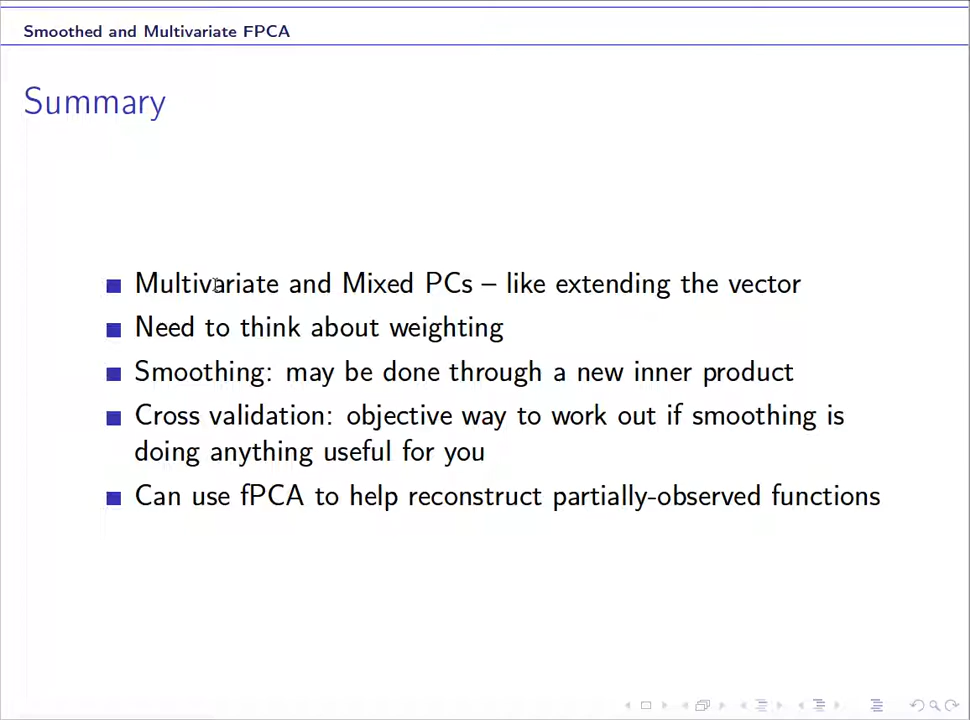 Smoothed and Multivariate FPCA
Summary
Multivariate and Mixed PCs – like extending the vector
Need to think about weighting
Smoothing: may be done through a new inner product
Cross validation: objective way to work out if smoothing is
doing anything useful for you
Can use fPCA to help reconstruct partially-observed functions